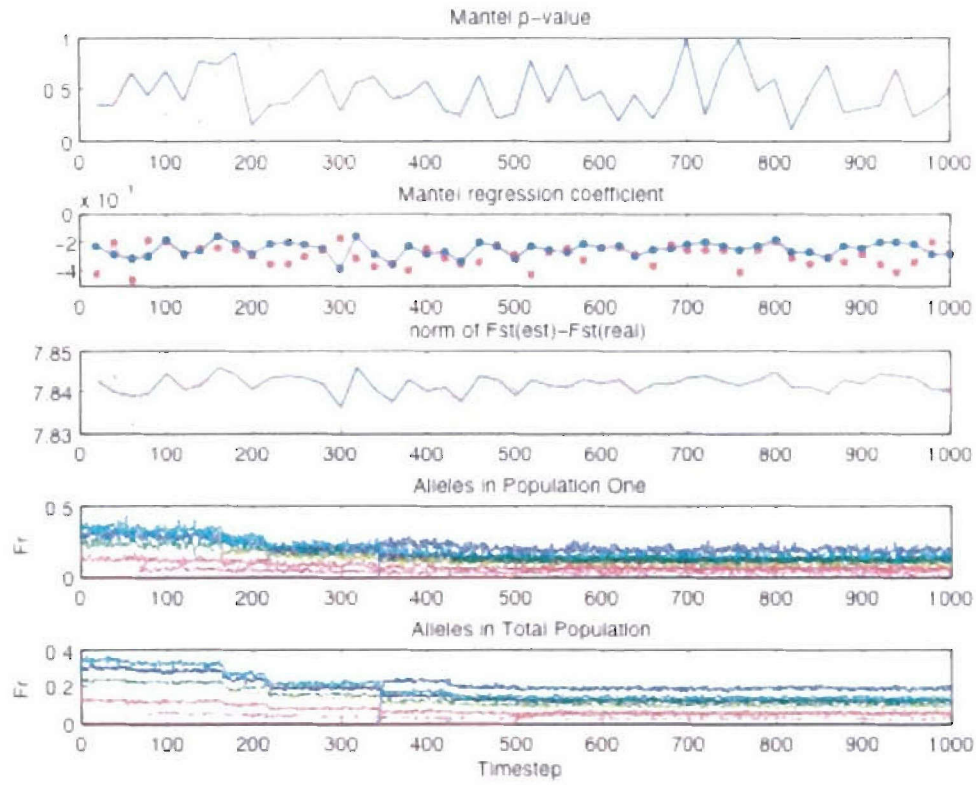 Mantel p-value
1
0 5
0
0 100 200 300 400 500 600 700 800 900 1000
x 10⁻¹ Mantel regression coefficient
0
-2
-4
0 100 200 300 400 500 600 700 800 900 1000
norm of Fst(est)-Fst(real)
7.85
7.84
7.83
0 100 200 300 400 500 600 700 800 900 1000
Alleles in Population One
0 5
Fr
0
0 100 200 300 400 500 600 700 800 900 1000
Alleles in Total Population
0 4
Fr
0 2
0
0 100 200 300 400 500 600 700 800 900 1000
Timestep